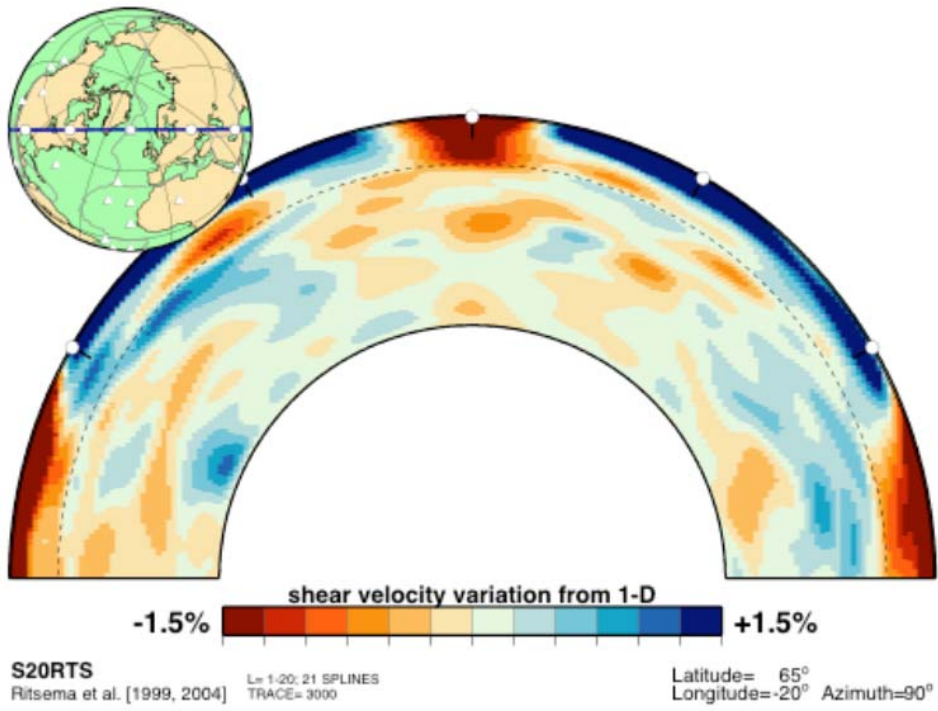 shear velocity variation from 1-D
-1.5% +1.5%
S20RTS
Ritsema et al. [1999, 2004]
L= 1-20; 21 SPLINES
TRACE= 3000
Latitude= 65°
Longitude=-20° Azimuth=90°